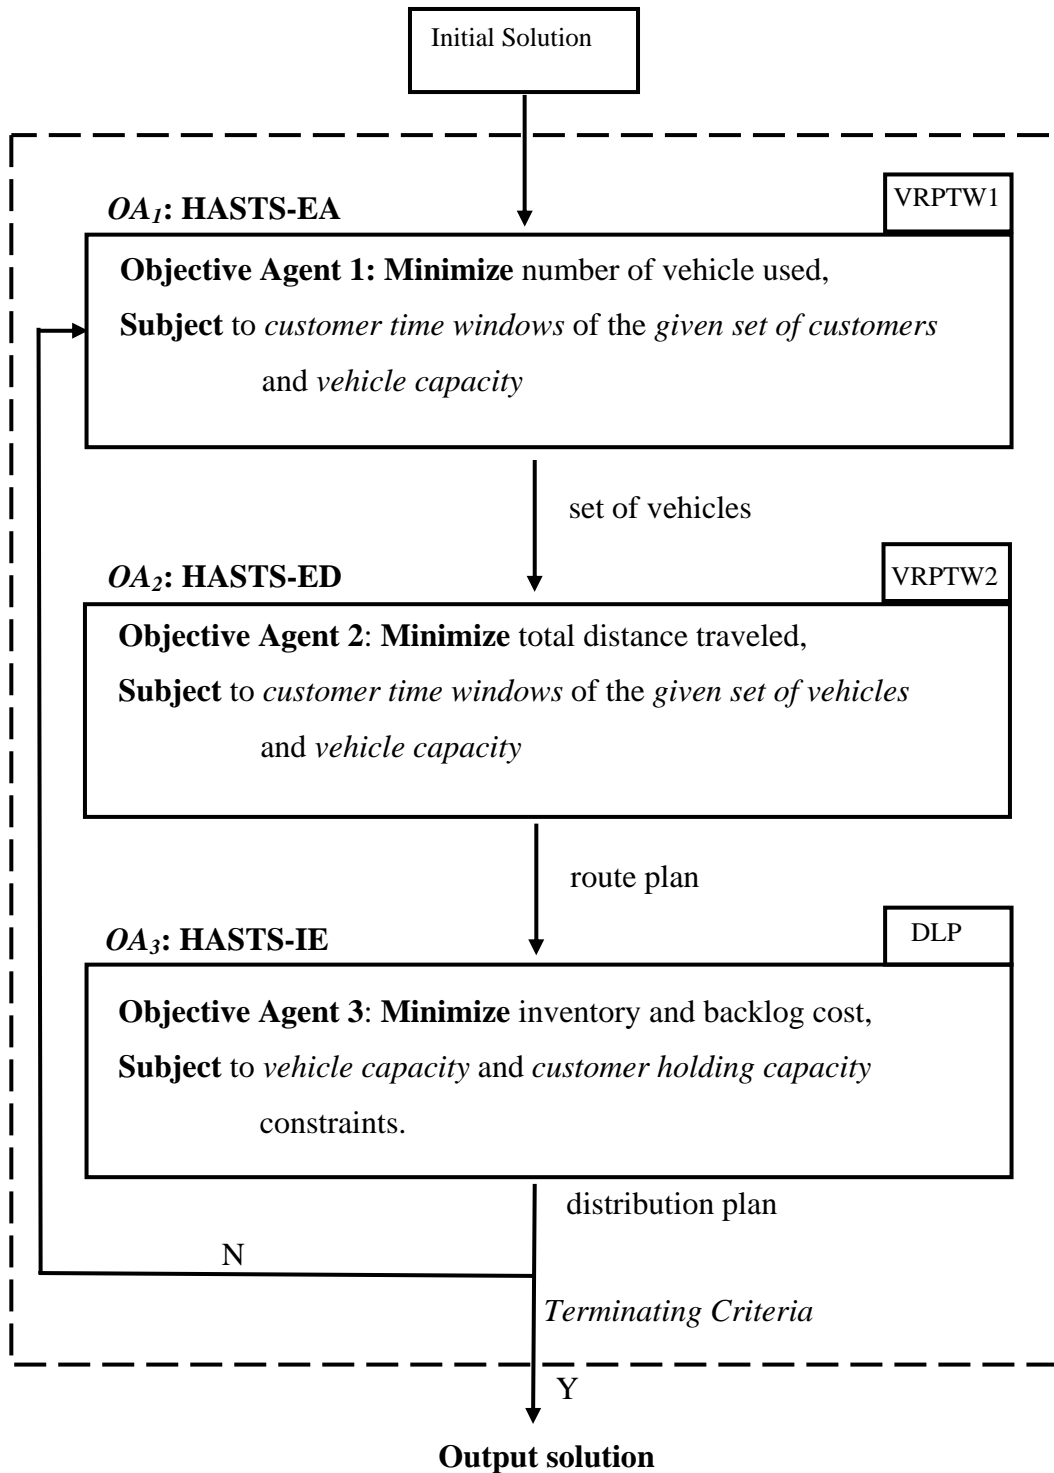 Initial Solution
OA1: HASTS-EA
VRPTW1
Objective Agent 1: Minimize number of vehicle used,
Subject to customer time windows of the given set of customers
and vehicle capacity
set of vehicles
OA2: HASTS-ED
VRPTW2
Objective Agent 2: Minimize total distance traveled,
Subject to customer time windows of the given set of vehicles
and vehicle capacity
route plan
OA3: HASTS-IE
DLP
Objective Agent 3: Minimize inventory and backlog cost,
Subject to vehicle capacity and customer holding capacity
constraints.
distribution plan
N
Terminating Criteria
Y
Output solution